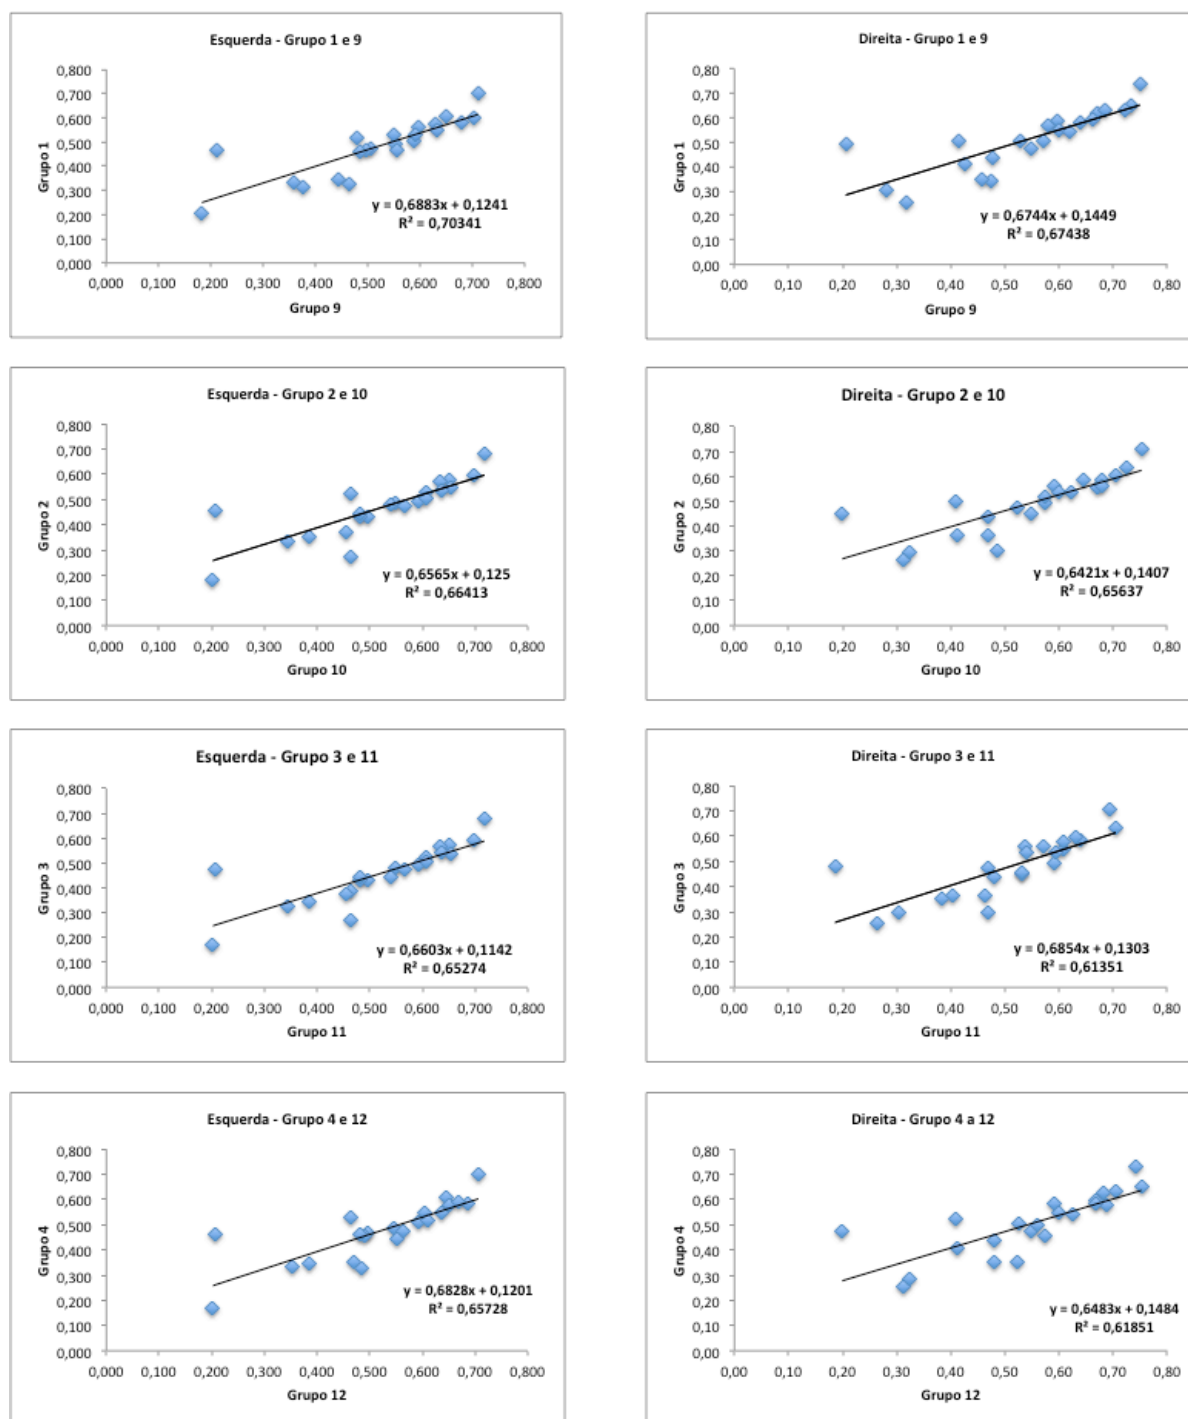 Esquerda - Grupo 1 e 9
0,800
0,700
0,600
0,500
0,400
0,300
0,200
0,100
0,000
Grupo 1
y = 0,6883x + 0,1241
R² = 0,70341
0,000 0,100 0,200 0,300 0,400 0,500 0,600 0,700 0,800
Grupo 9
Direita - Grupo 1 e 9
0,80
0,70
0,60
0,50
0,40
0,30
0,20
0,10
0,00
Grupo 1
y = 0,6744x + 0,1449
R² = 0,67438
0,00 0,10 0,20 0,30 0,40 0,50 0,60 0,70 0,80
Grupo 9
Esquerda - Grupo 2 e 10
0,800
0,700
0,600
0,500
0,400
0,300
0,200
0,100
0,000
Grupo 2
y = 0,6565x + 0,125
R² = 0,66413
0,000 0,100 0,200 0,300 0,400 0,500 0,600 0,700 0,800
Grupo 10
Direita - Grupo 2 e 10
0,80
0,70
0,60
0,50
0,40
0,30
0,20
0,10
0,00
Grupo 2
y = 0,6421x + 0,1407
R² = 0,65637
0,00 0,10 0,20 0,30 0,40 0,50 0,60 0,70 0,80
Grupo 10
Esquerda - Grupo 3 e 11
0,800
0,700
0,600
0,500
0,400
0,300
0,200
0,100
0,000
Grupo 3
y = 0,6603x + 0,1142
R² = 0,65274
0,000 0,100 0,200 0,300 0,400 0,500 0,600 0,700 0,800
Grupo 11
Direita - Grupo 3 e 11
0,80
0,70
0,60
0,50
0,40
0,30
0,20
0,10
0,00
Grupo 3
y = 0,6854x + 0,1303
R² = 0,61351
0,00 0,10 0,20 0,30 0,40 0,50 0,60 0,70 0,80
Grupo 11
Esquerda - Grupo 4 e 12
0,800
0,700
0,600
0,500
0,400
0,300
0,200
0,100
0,000
Grupo 4
y = 0,6828x + 0,1201
R² = 0,65728
0,000 0,100 0,200 0,300 0,400 0,500 0,600 0,700 0,800
Grupo 12
Direita - Grupo 4 a 12
0,80
0,70
0,60
0,50
0,40
0,30
0,20
0,10
0,00
Grupo 4
y = 0,6483x + 0,1484
R² = 0,61851
0,00 0,10 0,20 0,30 0,40 0,50 0,60 0,70 0,80
Grupo 12